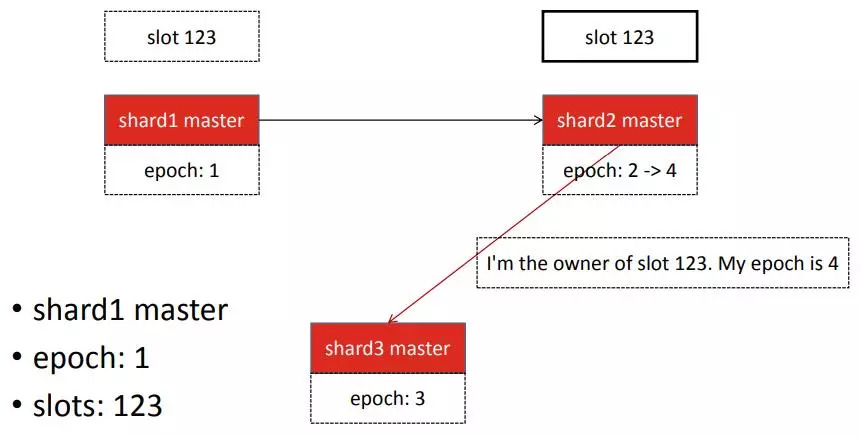 slot 123
slot 123
shard1 master
shard2 master
epoch: 1
epoch: 2 -> 4
I'm the owner of slot 123. My epoch is 4
• shard1 master
• epoch: 1
• slots: 123
shard3 master
epoch: 3